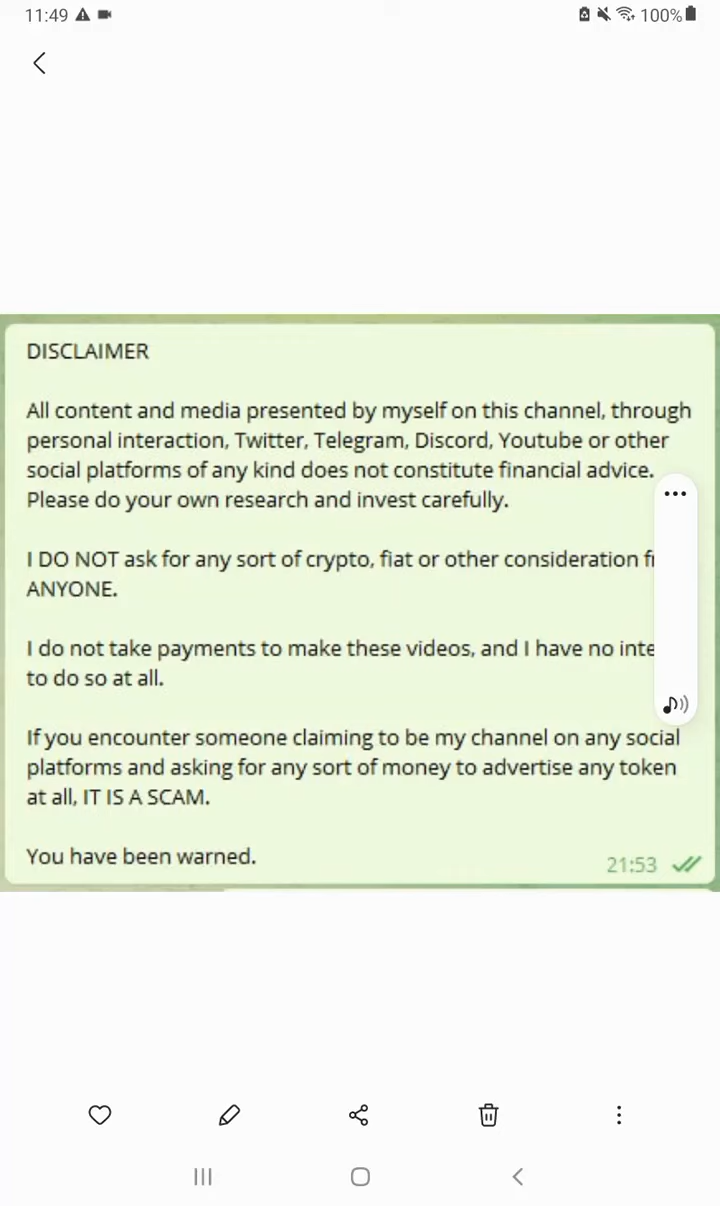 11:49
100%
DISCLAIMER
All content and media presented by myself on this channel, through
personal interaction, Twitter, Telegram, Discord, Youtube or other
social platforms of any kind does not constitute financial advice.
Please do your own research and invest carefully.
I DO NOT ask for any sort of crypto, fiat or other consideration
ANYONE.
I do not take payments to make these videos, and I have no
to do so at all.
If you encounter someone claiming to be my channel on any social
platforms and asking for any sort of money to advertise any token
at all, IT IS A SCAM.
You have been warned.
21:53